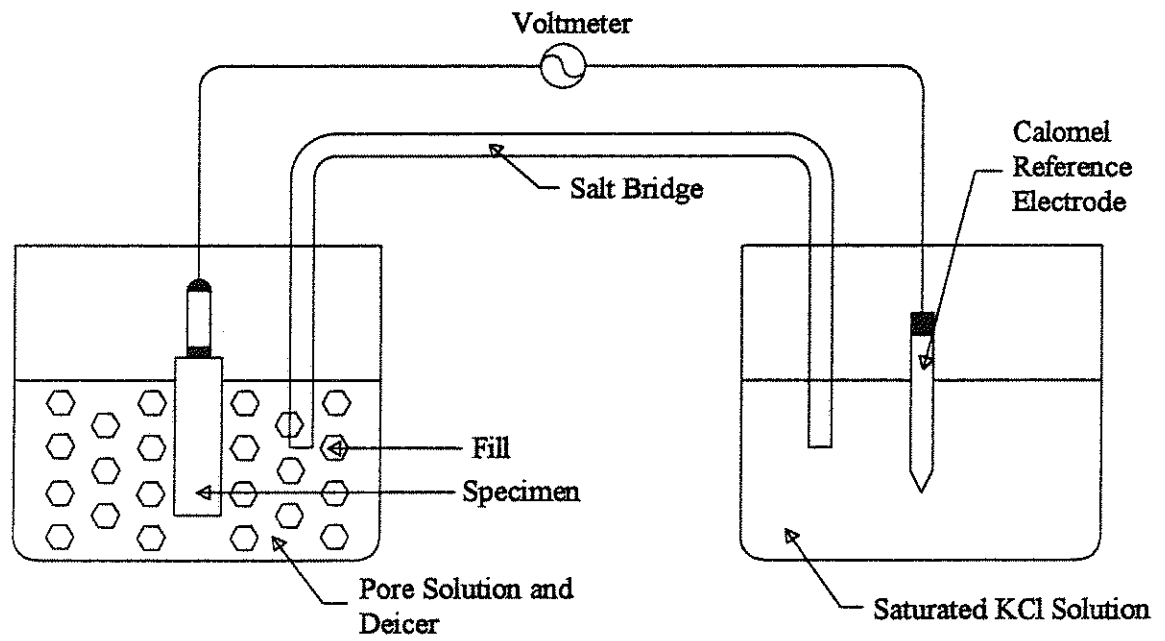 Voltmeter
Calomel
Reference
Electrode
Salt Bridge
Fill
Specimen
Pore Solution and
Deicer
Saturated KCl Solution